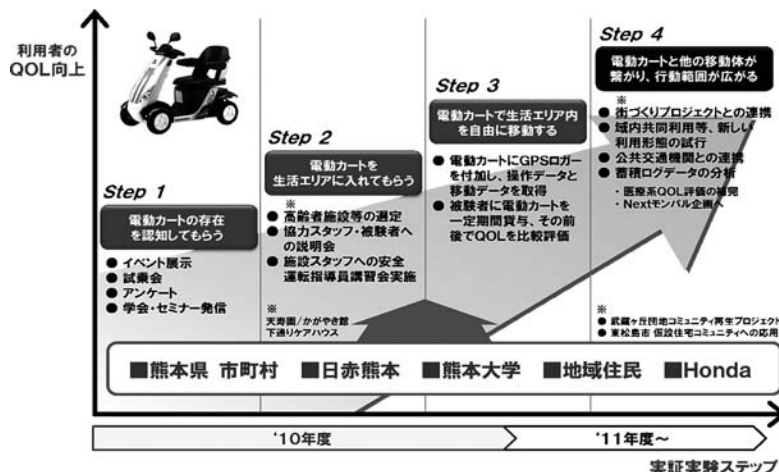 利用者の
QOL向上
Step 1
電動カートの存在
を認知してもらう
● イベント展示
● 試乗会
● アンケート
● 学会・セミナー発信
Step 2
電動カートを
生活エリアに入れてもらう
※
● 高齢者施設等の選定
● 協力スタッフ・被験者へ
の説明会
● 施設スタッフへの安全
運転指導員講習会実施
※
天寿園/かがやき館
下通りケアハウス
Step 3
電動カートで生活エリア内
を自由に移動する
● 電動カートにGPSロガー
を付加し、操作データと
移動データを取得
● 被験者に電動カートを
一定期間貸与、その前
後でQOLを比較評価
Step 4
電動カートと他の移動体が
繋がり、行動範囲が広がる
※
● 街づくりプロジェクトとの連携
● 域内共同利用等、新しい
利用形態の試行
● 公共交通機関との連携
● 蓄積ログデータの分析
・医療系QOL評価の補完
・Nextモンパル企画へ
※
● 武蔵ヶ丘団地コミュニティ再生プロジェクト
● 東松島市 仮設住宅コミュニティへの応用
■熊本県 市町村 ■日赤熊本 ■熊本大学 ■地域住民 ■Honda
'10年度 '11年度～
実証実験ステップ